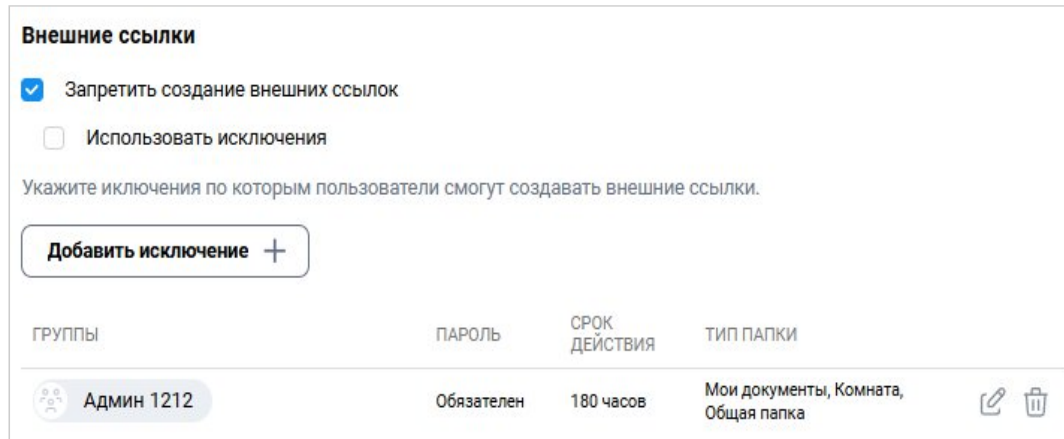 Внешние ссылки
Запретить создание внешних ссылок
Использовать исключения
Укажите иключения по которым пользователи смогут создавать внешние ссылки.
Добавить исключение
ГРУППЫ ПАРОЛЬ СРОК ДЕЙСТВИЯ ТИП ПАПКИ
Админ 1212 Обязателен 180 часов Мои документы, Комната,
Общая папка